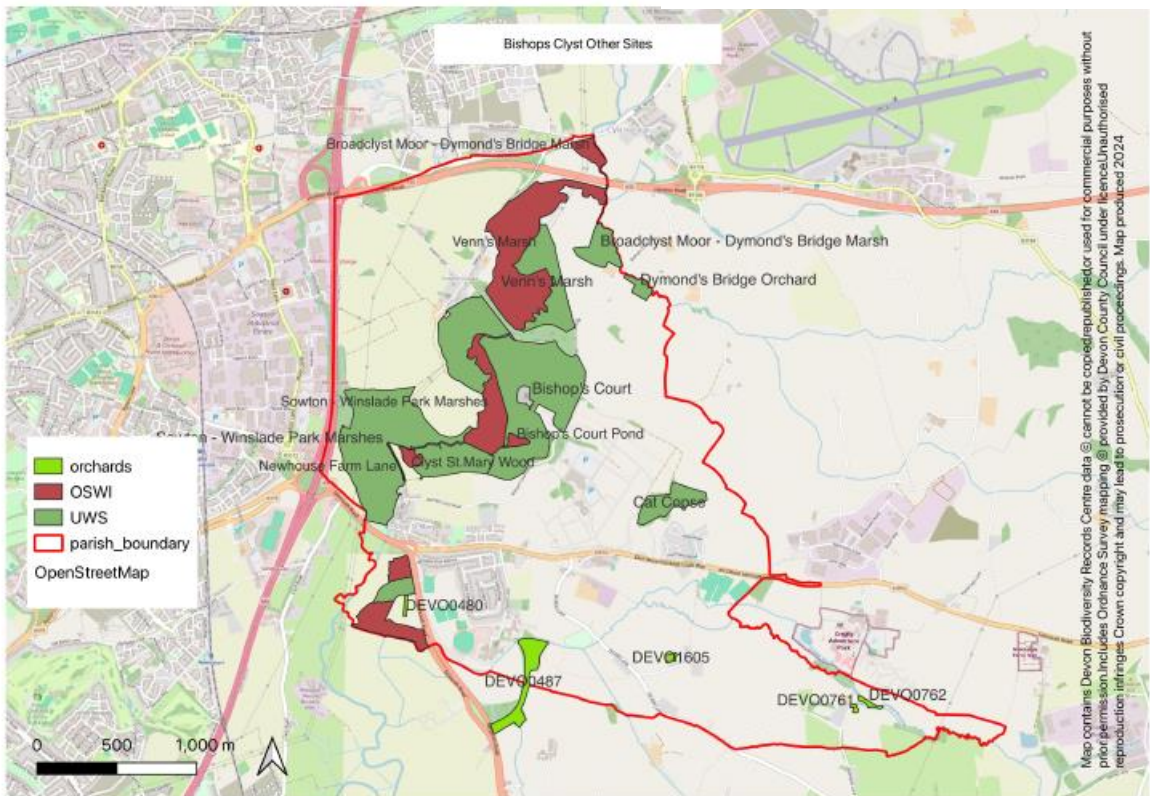 Bishops Clyst Other Sites
Broadclyst Moor - Dymond's Bridge Marsh
Venn's Marsh
Broadclyst Moor - Dymond's Bridge Marsh
Venn's Marsh
Dymond's Bridge Orchard
Bishop's Court
Sowton - Winslade Park Marshes
Sowton - Winslade Park Marshes
Bishop's Court Pond
Newhouse Farm Lane
Clyst St.Mary Wood
Cat Copse
DEVO0480
DEVO0487
DEVO1605
DEVO0761
DEVO0762
Crealy
Adventure
Park
orchards
OSWI
UWS
parish_boundary
OpenStreetMap
0 500 1,000 m
Map contains Devon Biodiversity Records Centre data © cannot be copied,republished,or used for commercial purposes without
prior permission.Includes Ordnance Survey mapping @ provided by Devon County Council under licence.Unauthorised
reproduction infringes Crown copyright and may lead to prosecution or civil proceedings. Map produced 2024